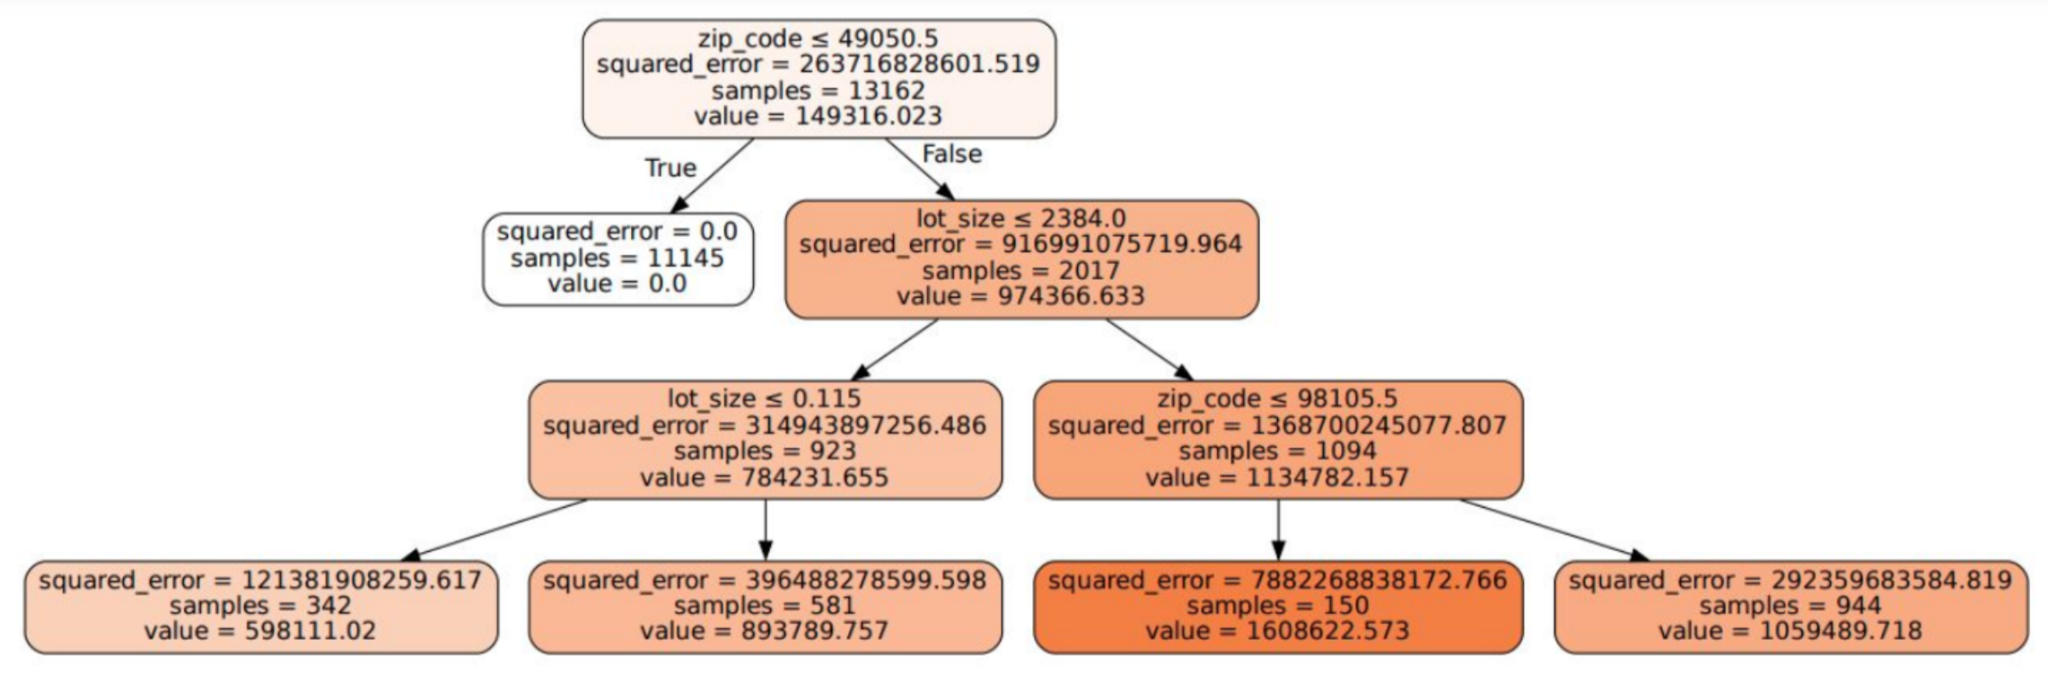 zip_code ≤ 49050.5
squared_error = 263716828601.519
samples = 13162
value = 149316.023
True
False
squared_error = 0.0
samples = 11145
value = 0.0
lot_size ≤ 2384.0
squared_error = 916991075719.964
samples = 2017
value = 974366.633
lot_size ≤ 0.115
squared_error = 314943897256.486
samples = 923
value = 784231.655
zip_code ≤ 98105.5
squared_error = 1368700245077.807
samples = 1094
value = 1134782.157
squared_error = 121381908259.617
samples = 342
value = 598111.02
squared_error = 396488278599.598
samples = 581
value = 893789.757
squared_error = 7882268838172.766
samples = 150
value = 1608622.573
squared_error = 292359683584.819
samples = 944
value = 1059489.718